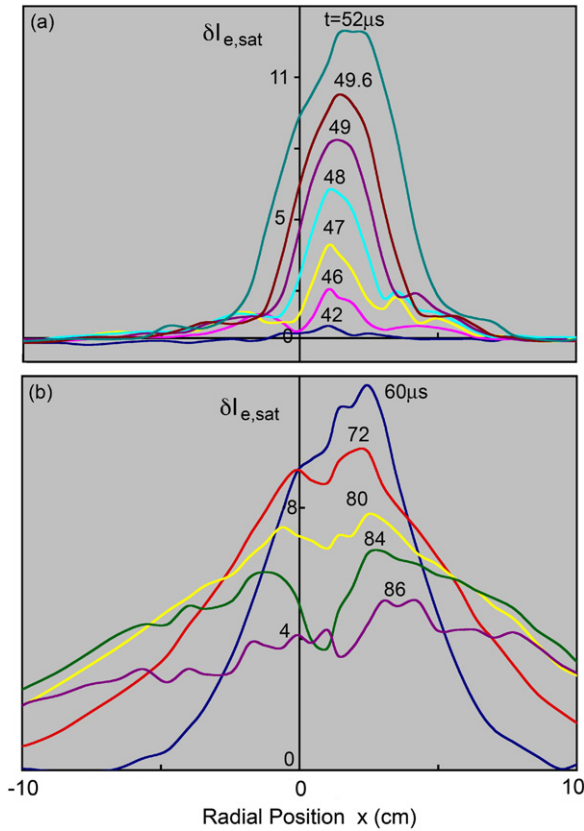 (a)
δIe,sat
t=52μs
11
49.6
49
5
48
47
46
42
0
(b)
δIe,sat
60μs
72
8
80
84
86
4
0
-10 0 10
Radial Position x (cm)